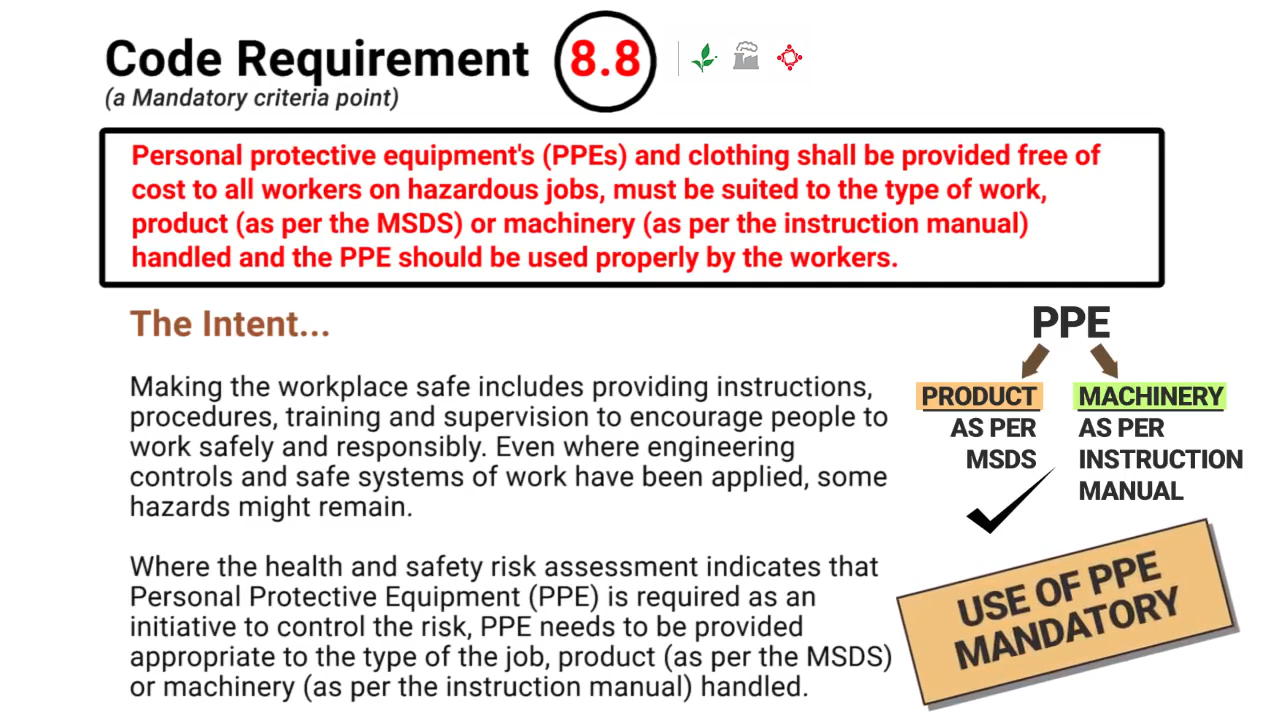 Code Requirement 8.8
(a Mandatory criteria point)
Personal protective equipment's (PPEs) and clothing shall be provided free of
cost to all workers on hazardous jobs, must be suited to the type of work,
product (as per the MSDS) or machinery (as per the instruction manual)
handled and the PPE should be used properly by the workers.
The Intent...
Making the workplace safe includes providing instructions,
procedures, training and supervision to encourage people to
work safely and responsibly. Even where engineering
controls and safe systems of work have been applied, some
hazards might remain.
Where the health and safety risk assessment indicates that
Personal Protective Equipment (PPE) is required as an
initiative to control the risk, PPE needs to be provided
appropriate to the type of the job, product (as per the MSDS)
or machinery (as per the instruction manual) handled.
PPE
PRODUCT
AS PER
MSDS
MACHINERY
AS PER
INSTRUCTION
MANUAL
USE OF PPE
MANDATORY